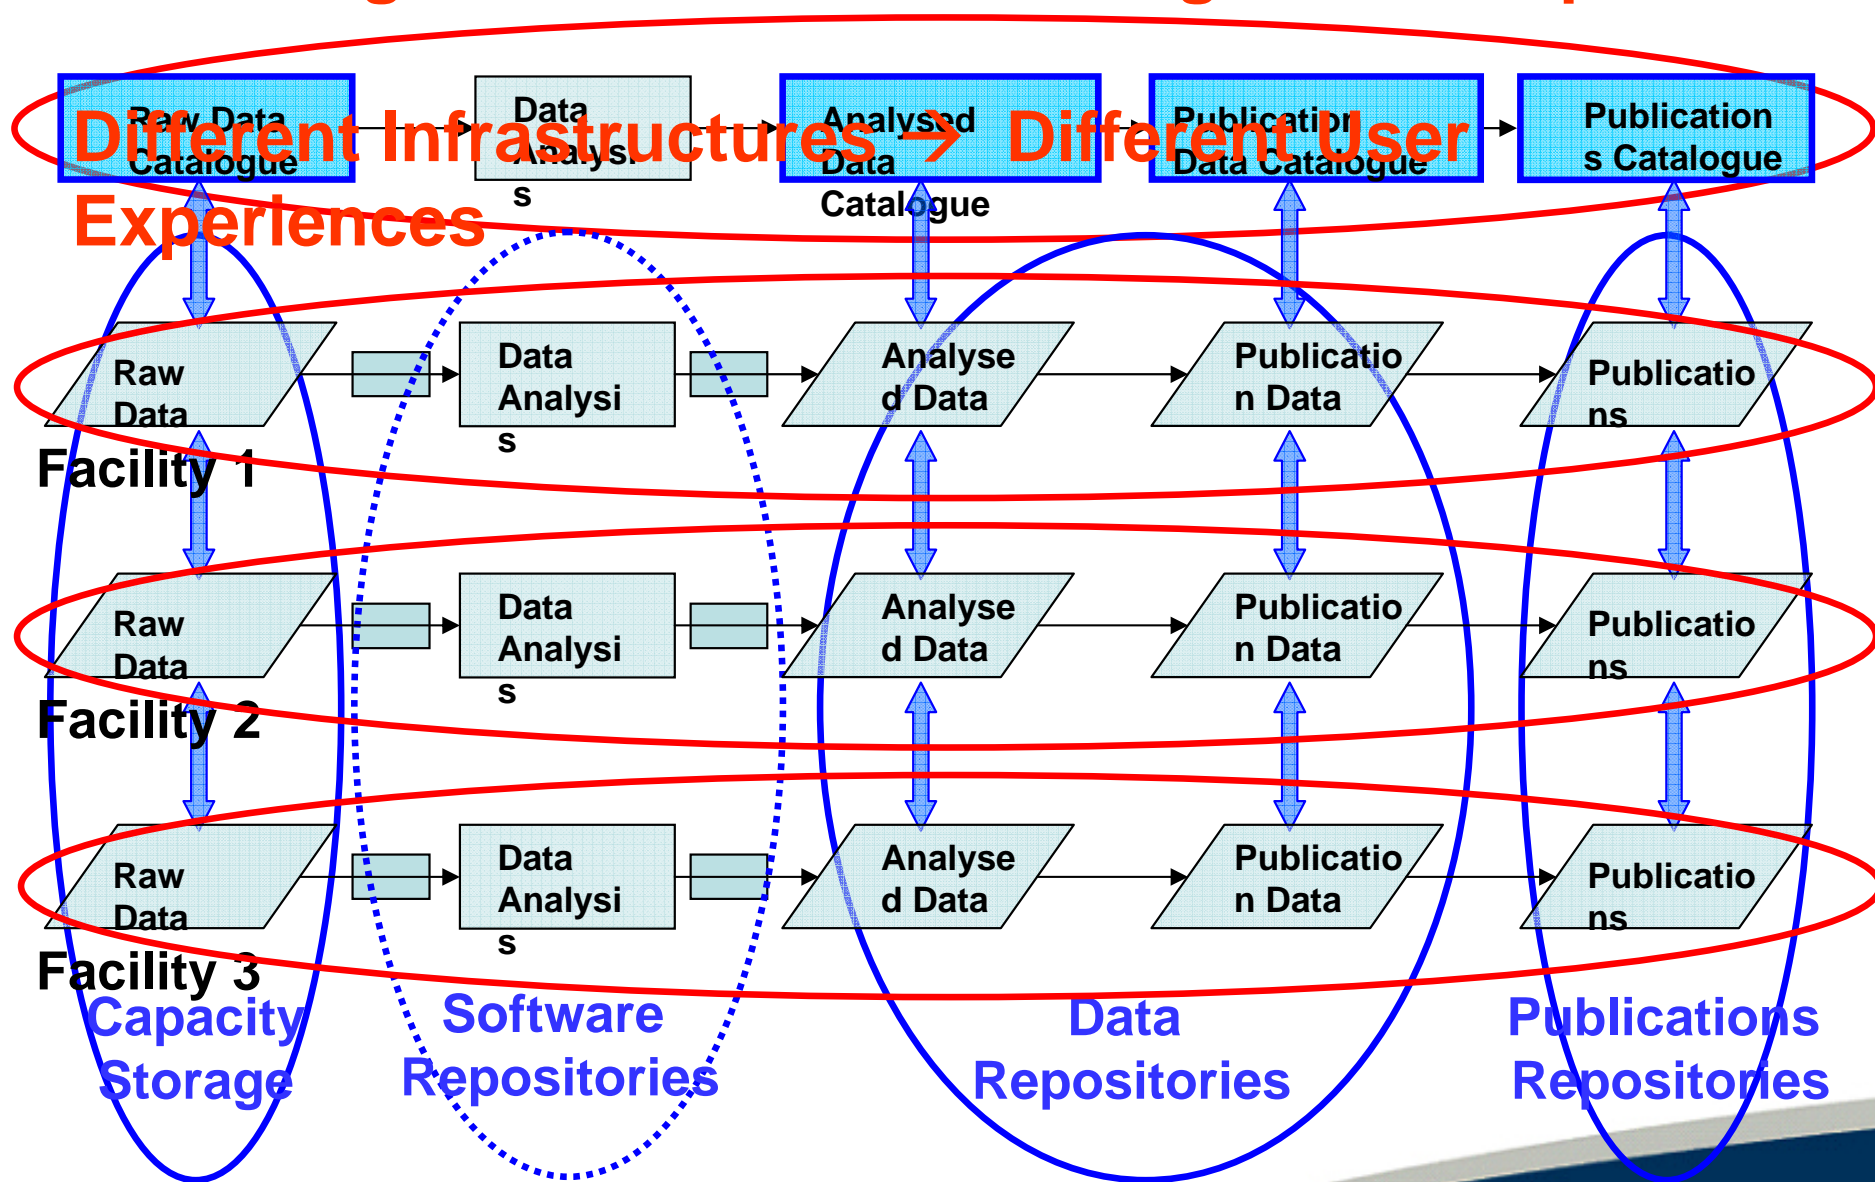 Different Infrastructures → Different User
Experiences
Raw Data
Catalogue
Data
Analysi
s
Analysed
Data
Catalogue
Publication
Data Catalogue
Publication
s Catalogue
Raw
Data
Data
Analysi
s
Analyse
d Data
Publicatio
n Data
Publicatio
ns
Facility 1
Raw
Data
Data
Analysi
s
Analyse
d Data
Publicatio
n Data
Publicatio
ns
Facility 2
Raw
Data
Data
Analysi
s
Analyse
d Data
Publicatio
n Data
Publicatio
ns
Facility 3
Capacity
Storage
Software
Repositories
Data
Repositories
Publications
Repositories